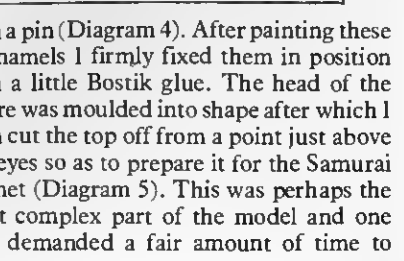 a pin (Diagram 4). After painting these
namels I firmly fixed them in position
a little Bostik glue. The head of the
re was moulded into shape after which I
cut the top off from a point just above
eyes so as to prepare it for the Samurai
net (Diagram 5). This was perhaps the
t complex part of the model and one
demanded a fair amount of time to